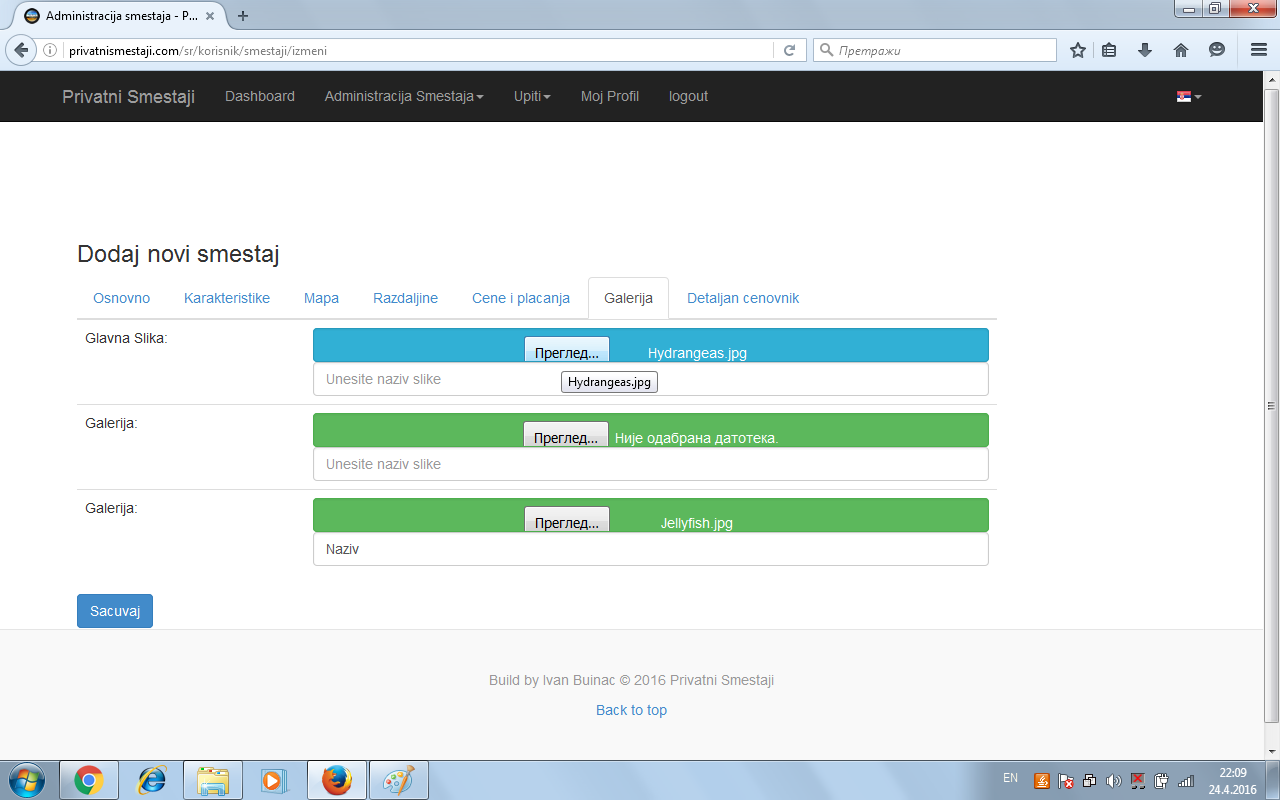 Administracija smestaja - P...
privatnismestaji.com/sr/korisnik/smestaji/izmeni
Претражи
Privatni Smestaji Dashboard Administracija Smestaja Upiti Moj Profil logout
Dodaj novi smestaj
Osnovno Karakteristike Mapa Razdaljine Cene i placanja Galerija Detaljan cenovnik
Glavna Slika: Преглед... Hydrangeas.jpg
Unesite naziv slike
Hydrangeas.jpg
Galerija: Преглед... Није одабрана датотека.
Unesite naziv slike
Galerija: Преглед... Jellyfish.jpg
Naziv
Sacuvaj
Build by Ivan Buinac © 2016 Privatni Smestaji
Back to top
EN 22:09
24.4.2016